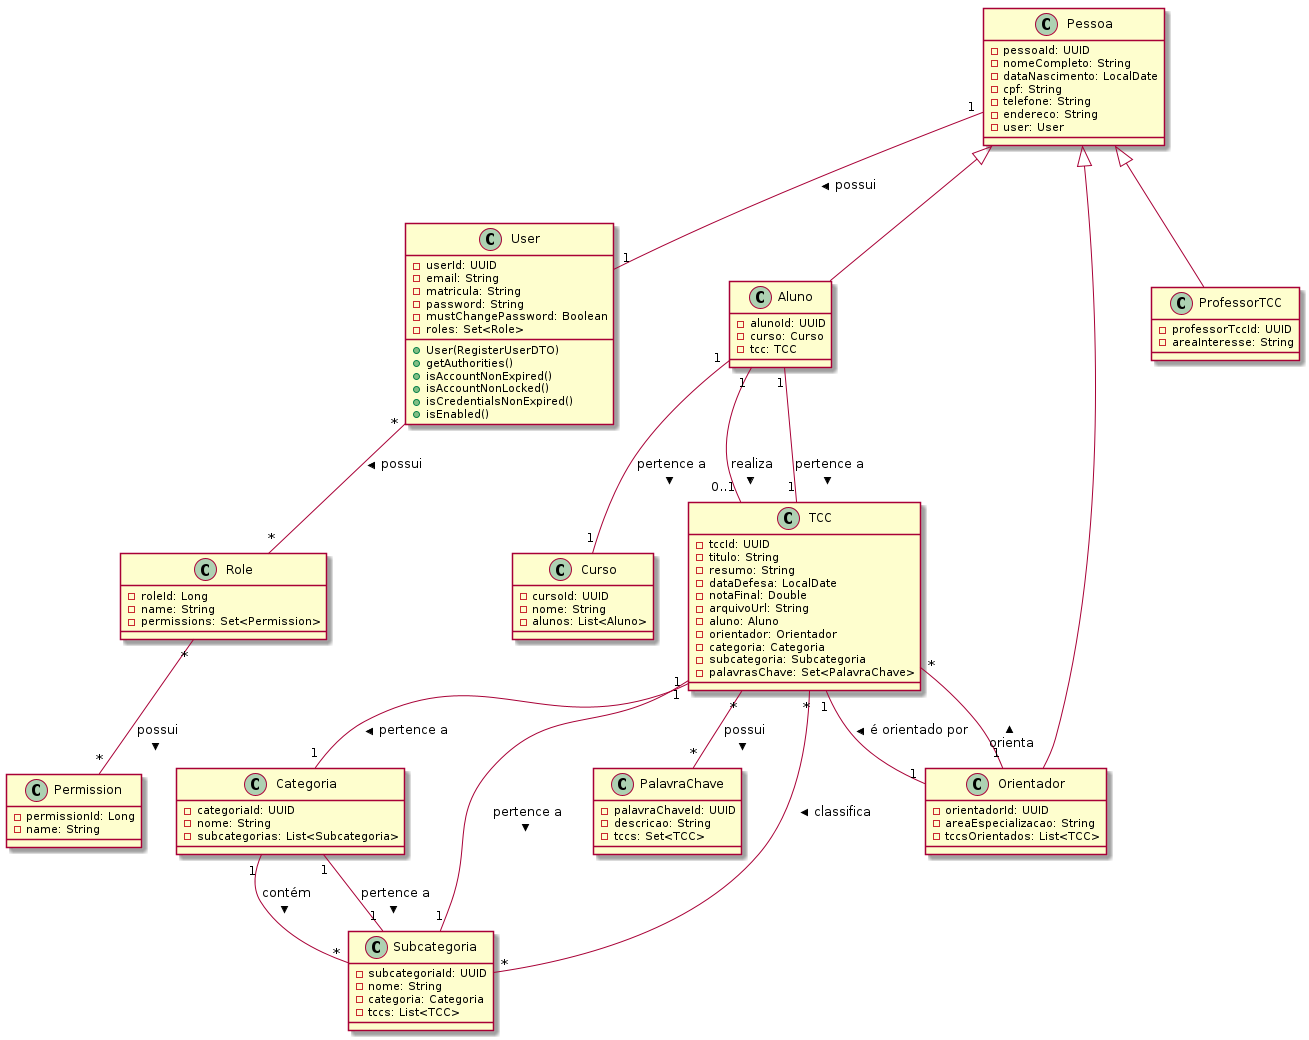 C Pessoa
pessoaId: UUID
nomeCompleto: String
dataNascimento: LocalDate
cpf: String
telefone: String
endereco: String
user: User
1
◄ possui
1
C User
userId: UUID
email: String
matricula: String
password: String
mustChangePassword: Boolean
roles: Set<Role>
User(RegisterUserDTO)
getAuthorities()
isAccountNonExpired()
isAccountNonLocked()
isCredentialsNonExpired()
isEnabled()
C Aluno
alunoId: UUID
curso: Curso
tcc: TCC
C ProfessorTCC
professorTccId: UUID
areaInteresse: String
1
1
1
*
◄ possui
*
pertence a
▼
1
realiza
▼
0..1
pertence a
▼
1
C Role
roleId: Long
name: String
permissions: Set<Permission>
C Curso
cursoId: UUID
nome: String
alunos: List<Aluno>
C TCC
tccId: UUID
titulo: String
resumo: String
dataDefesa: LocalDate
notaFinal: Double
arquivoUrl: String
aluno: Aluno
orientador: Orientador
categoria: Categoria
subcategoria: Subcategoria
palavrasChave: Set<PalavraChave>
*
possui
▼
*
1
1
◄ pertence a
1
*
possui
▼
*
*
1
◄ é orientado por
1
*
▲
orienta
1
C Permission
permissionId: Long
name: String
C Categoria
categoriaId: UUID
nome: String
subcategorias: List<Subcategoria>
pertence a
▼
C PalavraChave
palavraChaveId: UUID
descricao: String
tccs: Set<TCC>
◄ classifica
C Orientador
orientadorId: UUID
areaEspecializacao: String
tccsOrientados: List<TCC>
1
contém
▼
*
1
pertence a
▼
1
1
*
C Subcategoria
subcategoriaId: UUID
nome: String
categoria: Categoria
tccs: List<TCC>